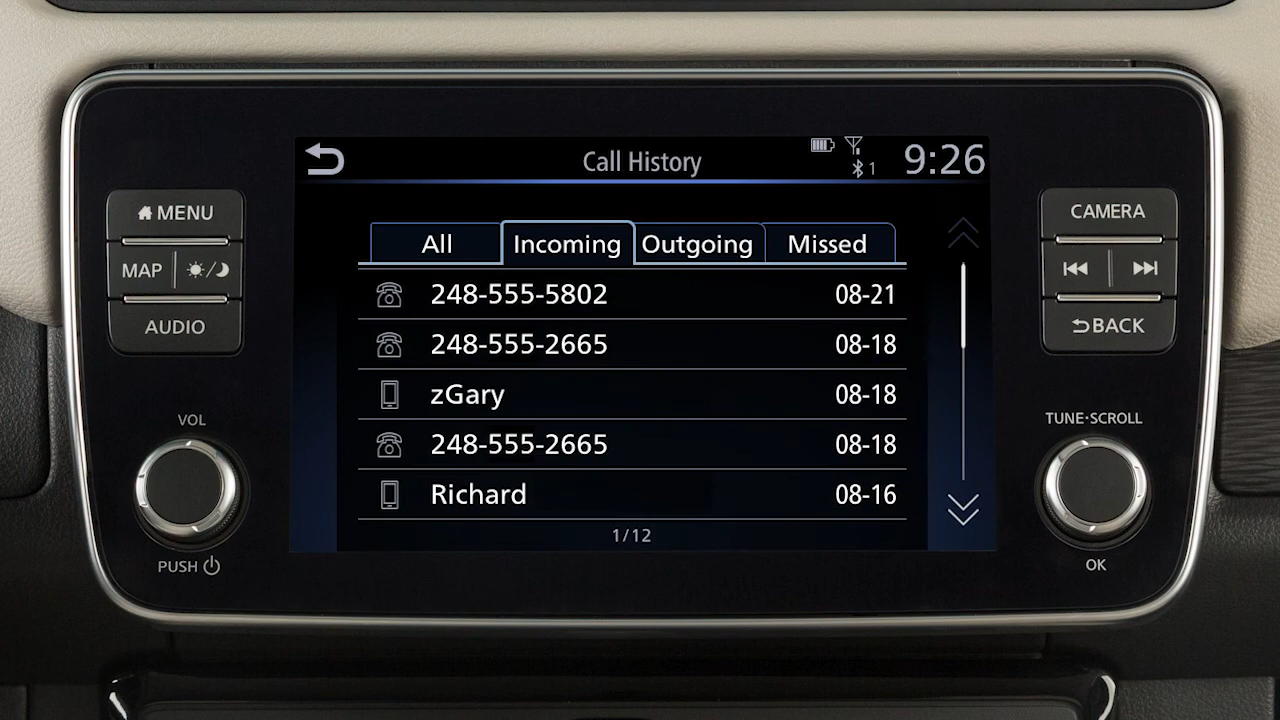 Call History
1
9:26
MENU
MAP
AUDIO
CAMERA
BACK
All Incoming Outgoing Missed
248-555-5802 08-21
248-555-2665 08-18
zGary 08-18
248-555-2665 08-18
Richard 08-16
1/12
VOL
PUSH
TUNE·SCROLL
OK